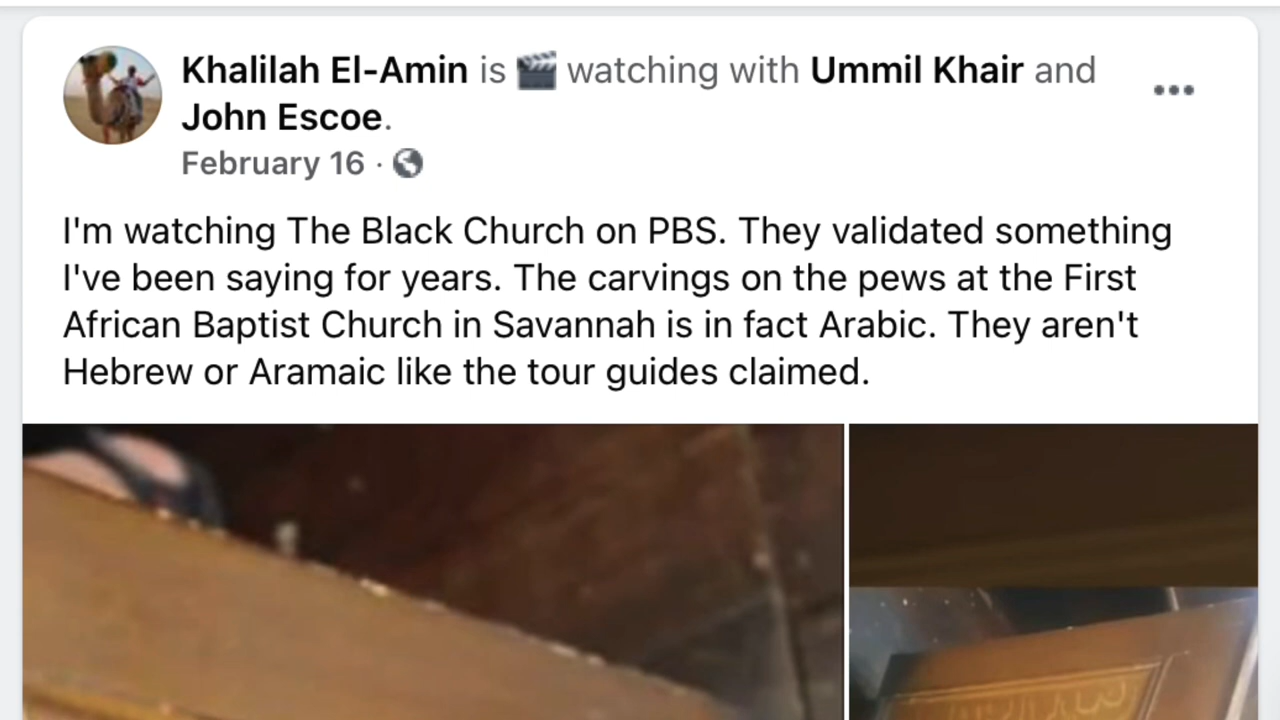 Khalilah El-Amin is 🎬 watching with Ummil Khair and
John Escoe.
February 16 ·
I'm watching The Black Church on PBS. They validated something
I've been saying for years. The carvings on the pews at the First
African Baptist Church in Savannah is in fact Arabic. They aren't
Hebrew or Aramaic like the tour guides claimed.